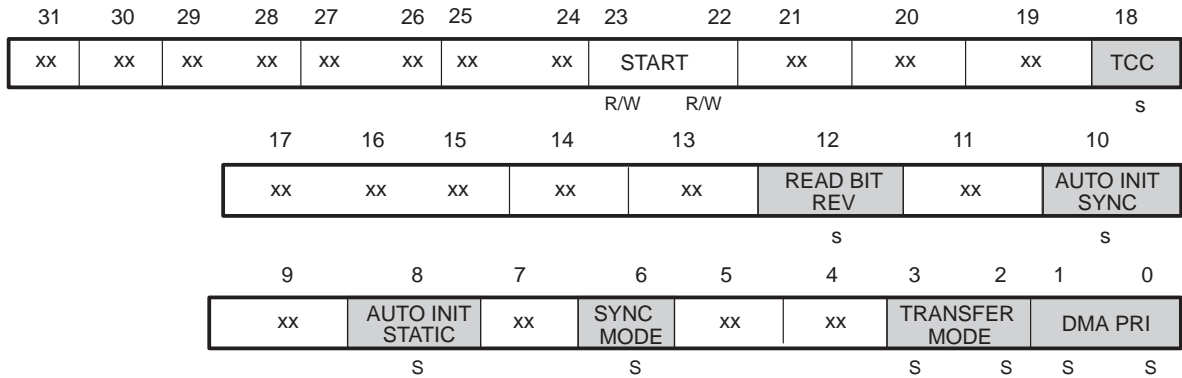 31 30 29 28 27 26 25 24 23 22 21 20 19 18
xx xx xx xx xx xx xx xx START xx xx xx TCC
R/W R/W s
17 16 15 14 13 12 11 10
xx xx xx xx xx READ BIT REV xx AUTO INIT SYNC
s s
9 8 7 6 5 4 3 2 1 0
xx AUTO INIT STATIC xx SYNC MODE xx xx TRANSFER MODE DMA PRI
S S S S S S